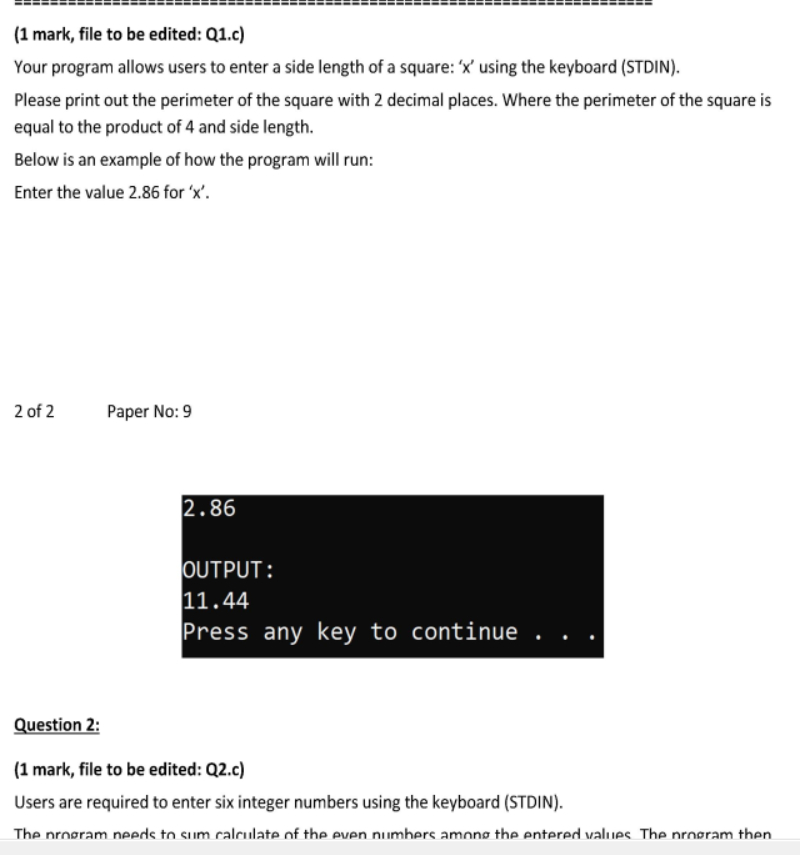 (1 mark, file to be edited: Q1.c)
Your program allows users to enter a side length of a square: ‘x’ using the keyboard (STDIN).
Please print out the perimeter of the square with 2 decimal places. Where the perimeter of the square is
equal to the product of 4 and side length.
Below is an example of how the program will run:
Enter the value 2.86 for ‘x’.
2 of 2 Paper No: 9
2.86
OUTPUT:
11.44
Press any key to continue . . .
Question 2:
(1 mark, file to be edited: Q2.c)
Users are required to enter six integer numbers using the keyboard (STDIN).
The program needs to sum calculate of the even numbers among the entered values. The program then